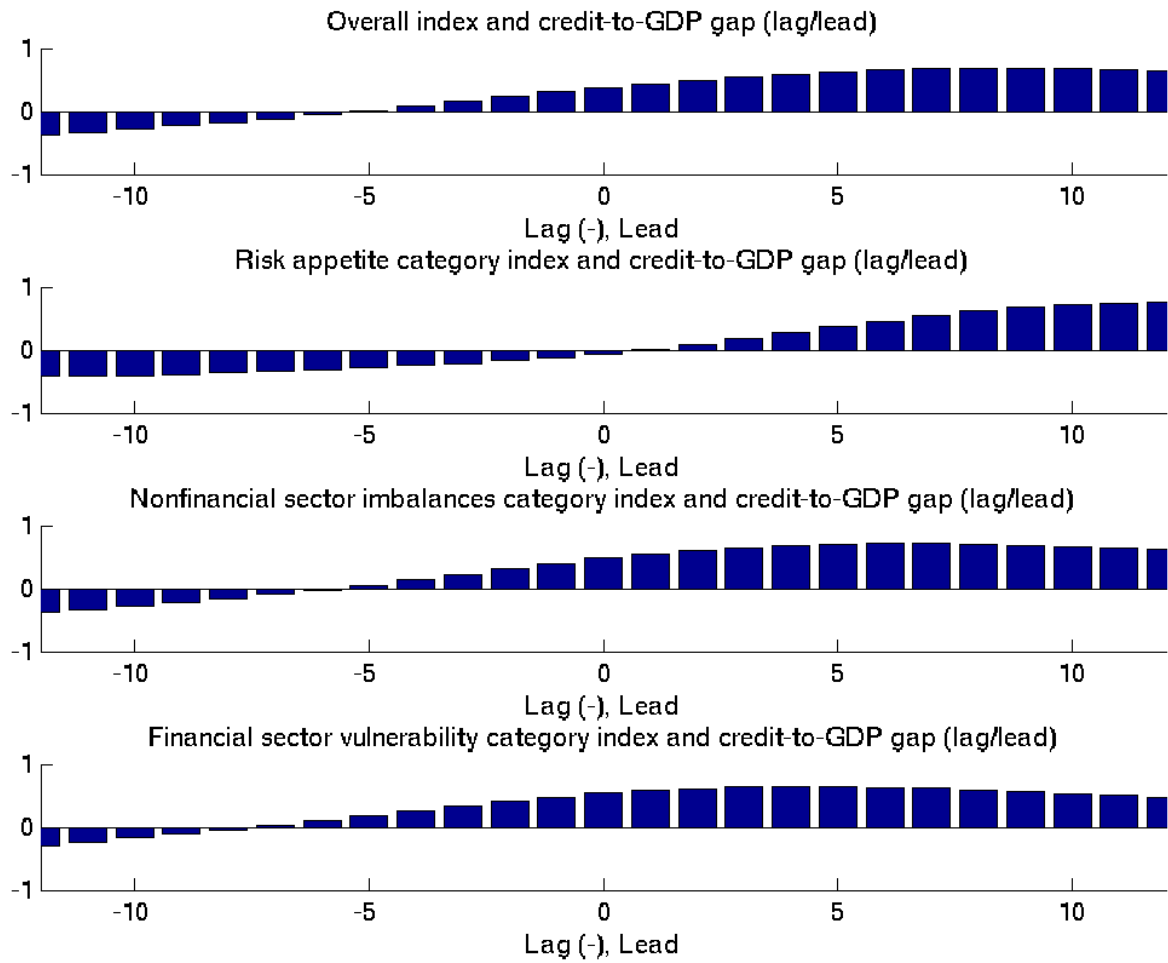 Overall index and credit-to-GDP gap (lag/lead)
1
0
-1
-10 -5 0 5 10
Lag (-), Lead
Risk appetite category index and credit-to-GDP gap (lag/lead)
1
0
-1
-10 -5 0 5 10
Lag (-), Lead
Nonfinancial sector imbalances category index and credit-to-GDP gap (lag/lead)
1
0
-1
-10 -5 0 5 10
Lag (-), Lead
Financial sector vulnerability category index and credit-to-GDP gap (lag/lead)
1
0
-1
-10 -5 0 5 10
Lag (-), Lead